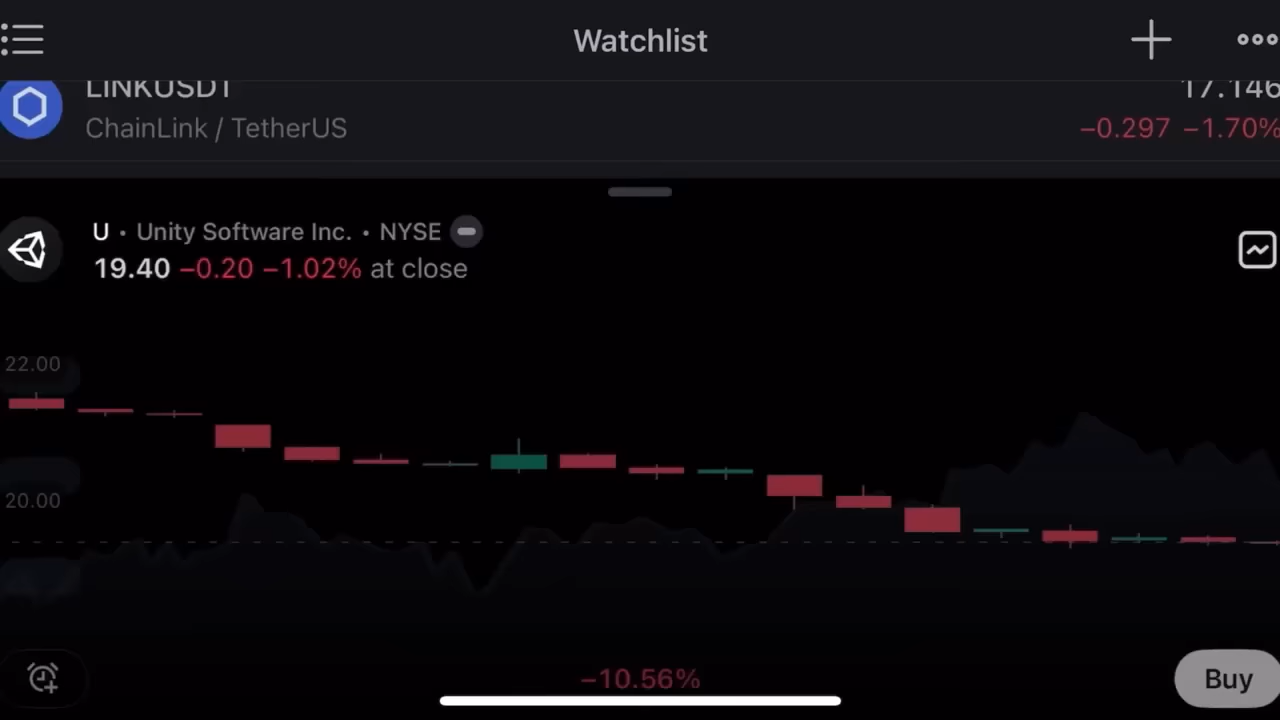 Watchlist
LINKUSDT
17.146
ChainLink / TetherUS
−0.297 −1.70%
U • Unity Software Inc. • NYSE
19.40 −0.20 −1.02% at close
22.00
20.00
−10.56%
Buy